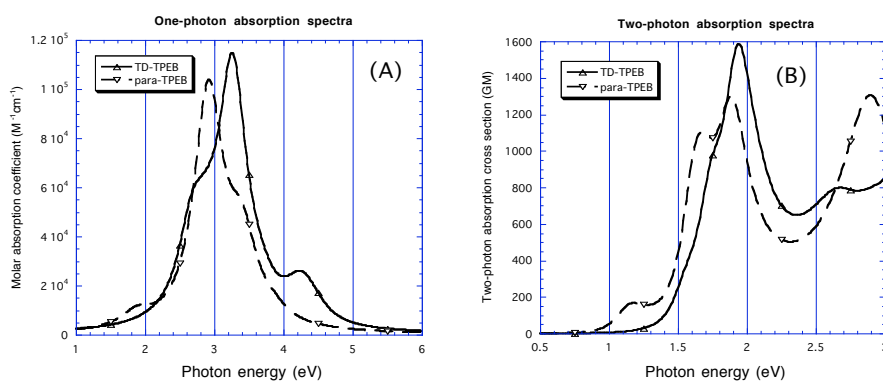 One-photon absorption spectra
1.2 10⁵
1 10⁵
8 10⁴
6 10⁴
4 10⁴
2 10⁴
0
Molar absorption coefficient (M⁻¹cm⁻¹)
TD-TPEB
para-TPEB
(A)
1 2 3 4 5 6
Photon energy (eV)
Two-photon absorption spectra
1600
1400
1200
1000
800
600
400
200
0
Two-photon absorption cross section (GM)
TD-TPEB
para-TPEB
(B)
0.5 1 1.5 2 2.5 3
Photon energy (eV)